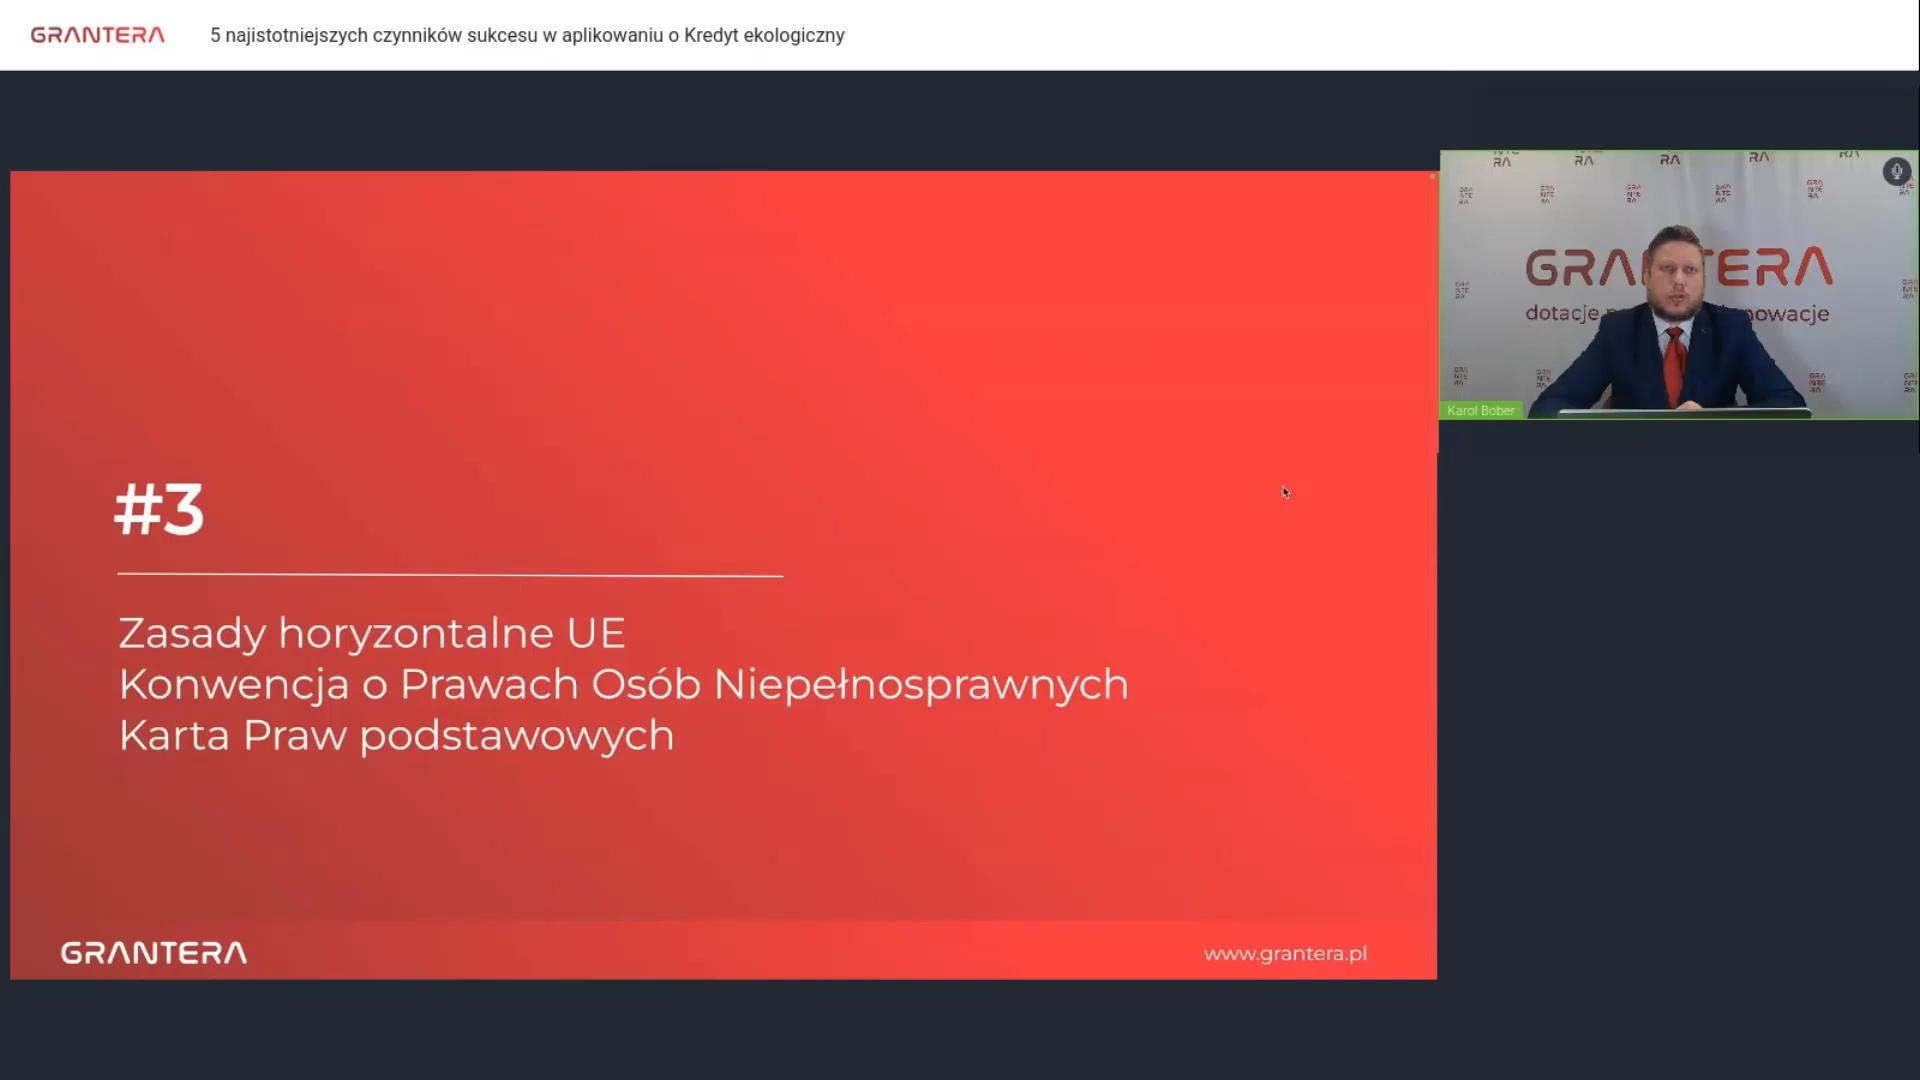 GRANTERA
5 najistotniejszych czynników sukcesu w aplikowaniu o Kredyt ekologiczny
GRANTERA
dotacje
Karol Bober
#3
Zasady horyzontalne UE
Konwencja o Prawach Osób Niepełnosprawnych
Karta Praw podstawowych
GRANTERA
www.grantera.pl